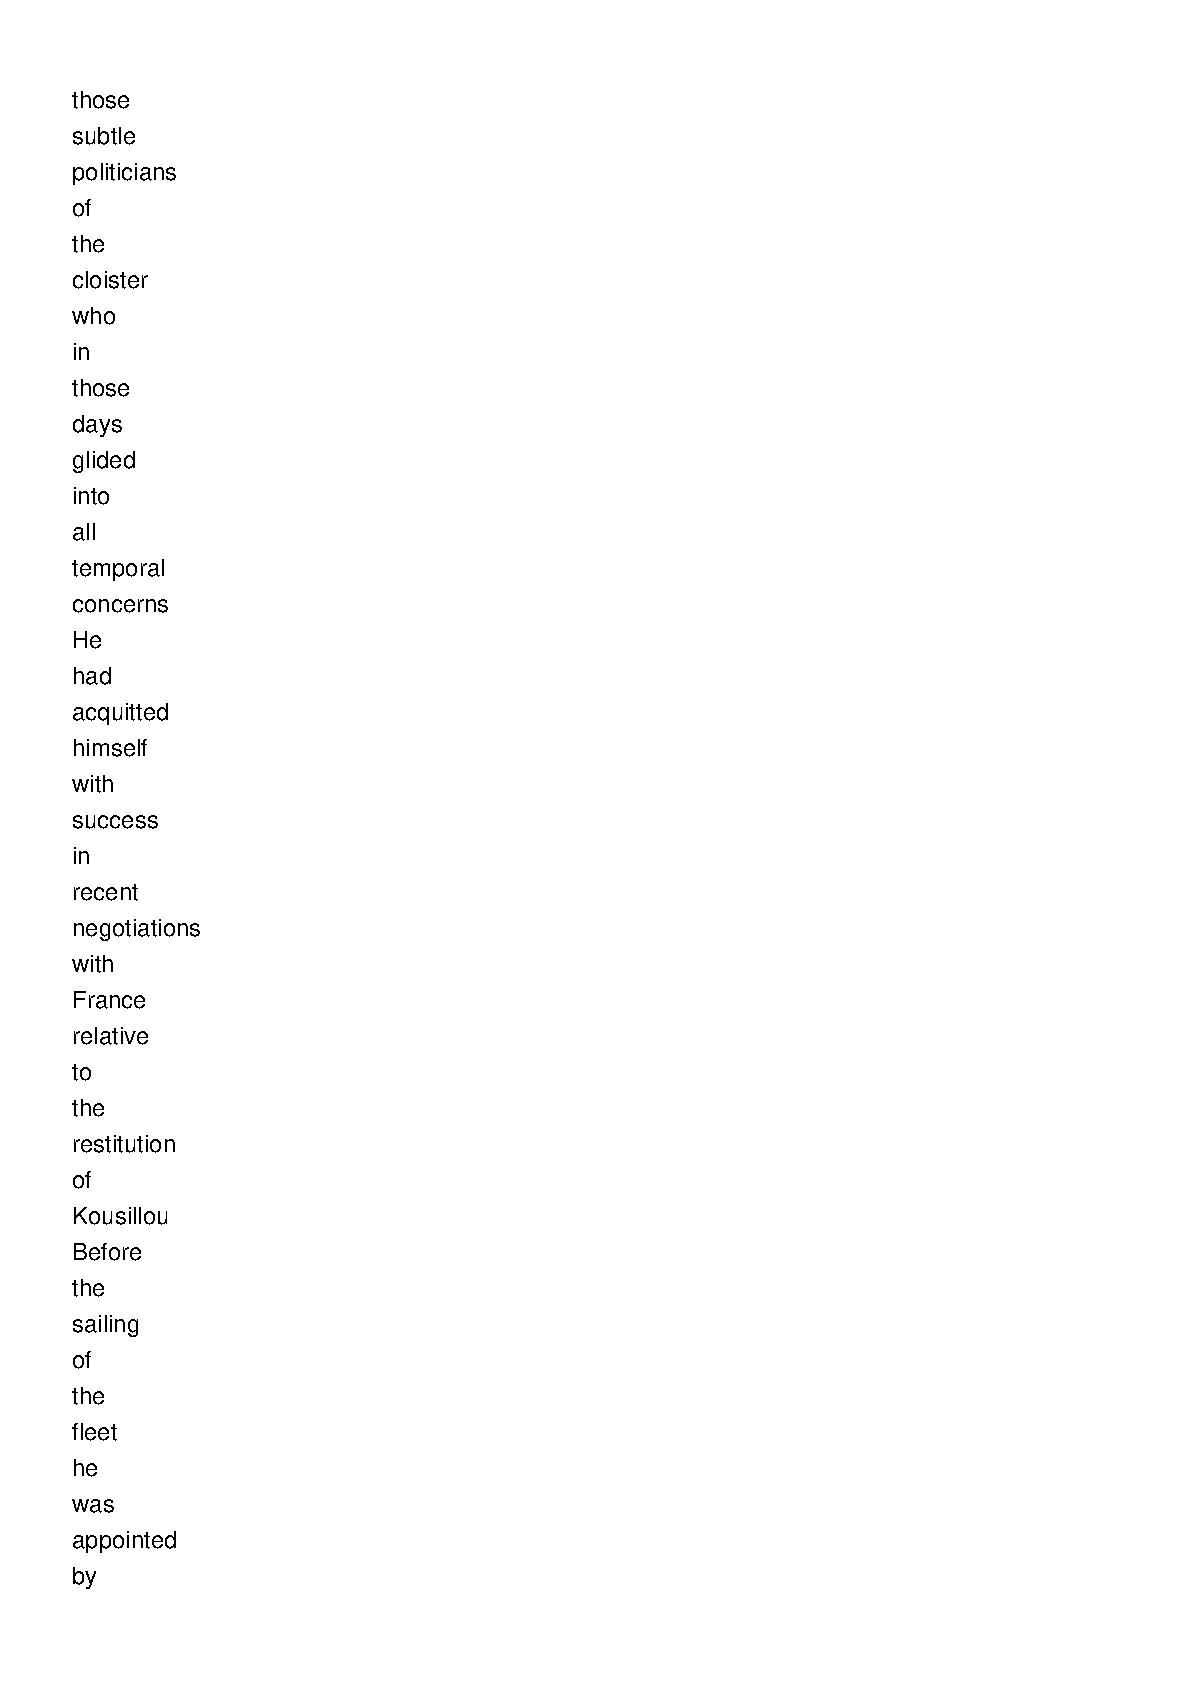 those
subtle
politicians
of
the
cloister
who
in
those
days
glided
into
all
temporal
concerns
He
had
acquitted
himself
with
success
in
recent
negotiations
with
France
relative
to
the
restitution
of
Kousillou
Before
the
sailing
of
the
fleet
he
was
appointed
by